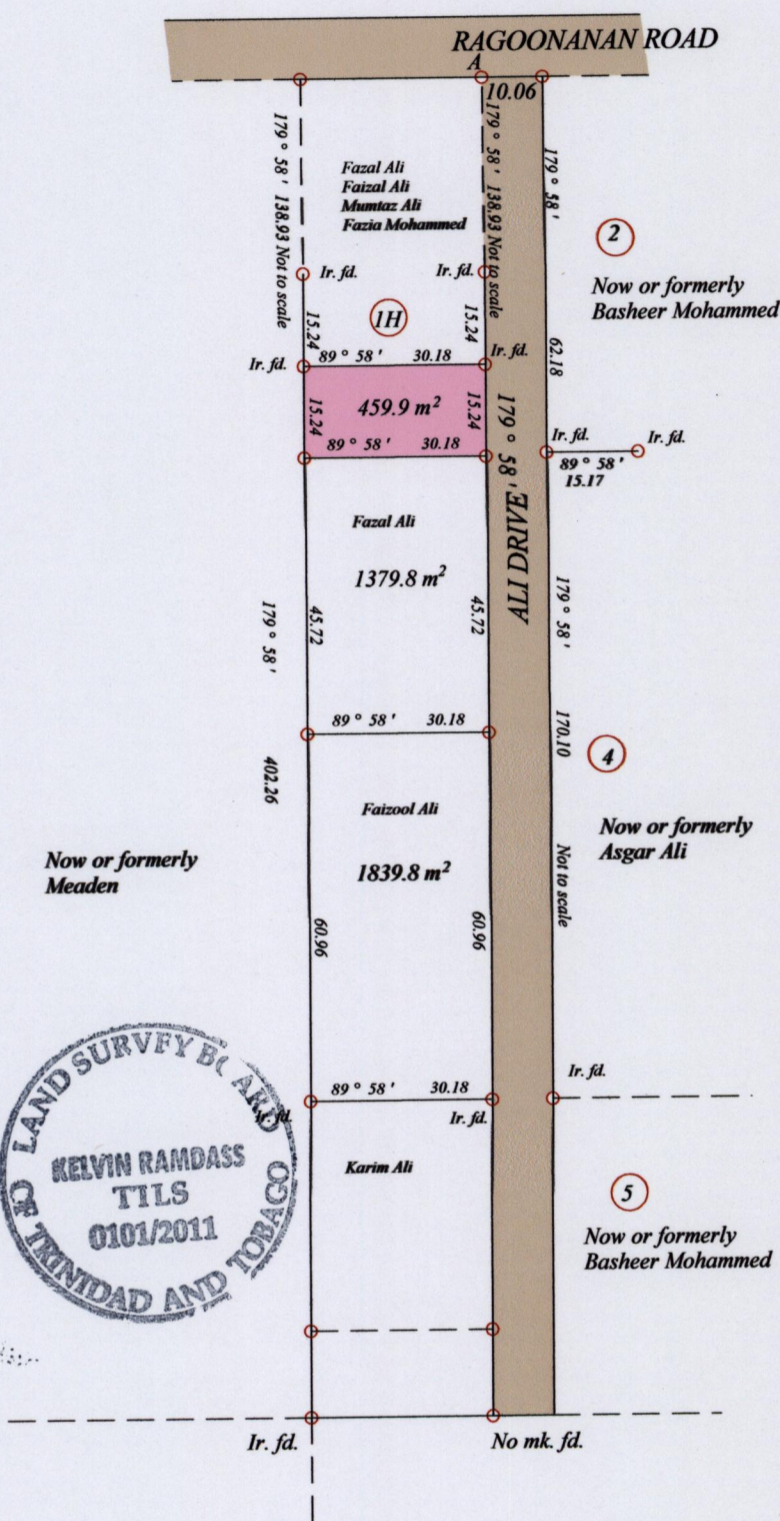 RAGOONANAN ROAD
A
10.06
179 ° 58 ' 138.93 Not to scale
Fazal Ali
Faizal Ali
Mumtaz Ali
Fazia Mohammed
179 ° 58 ' 138.93 Not to scale
179 ° 58 '
2
Now or formerly
Basheer Mohammed
Ir. fd.
Ir. fd.
15.24
1H
15.24
62.18
Ir. fd.
89 ° 58 ' 30.18
Ir. fd.
15.24
459.9 m²
15.24
89 ° 58 ' 30.18
179 ° 58 '
ALI DRIVE
Ir. fd.
Ir. fd.
89 ° 58 '
15.17
Fazal Ali
1379.8 m²
179 ° 58 '
45.72
45.72
179 ° 58 '
89 ° 58 ' 30.18
170.10
4
402.26
Faizool Ali
1839.8 m²
Now or formerly
Asgar Ali
Not to scale
Now or formerly
Meaden
60.96
60.96
89 ° 58 ' 30.18
Ir. fd.
Ir. fd.
Ir. fd.
LAND SURVEY BOARD
OF TRINIDAD AND TOBAGO
KELVIN RAMDASS
TTLS
0101/2011
Karim Ali
5
Now or formerly
Basheer Mohammed
Ir. fd.
No mk. fd.